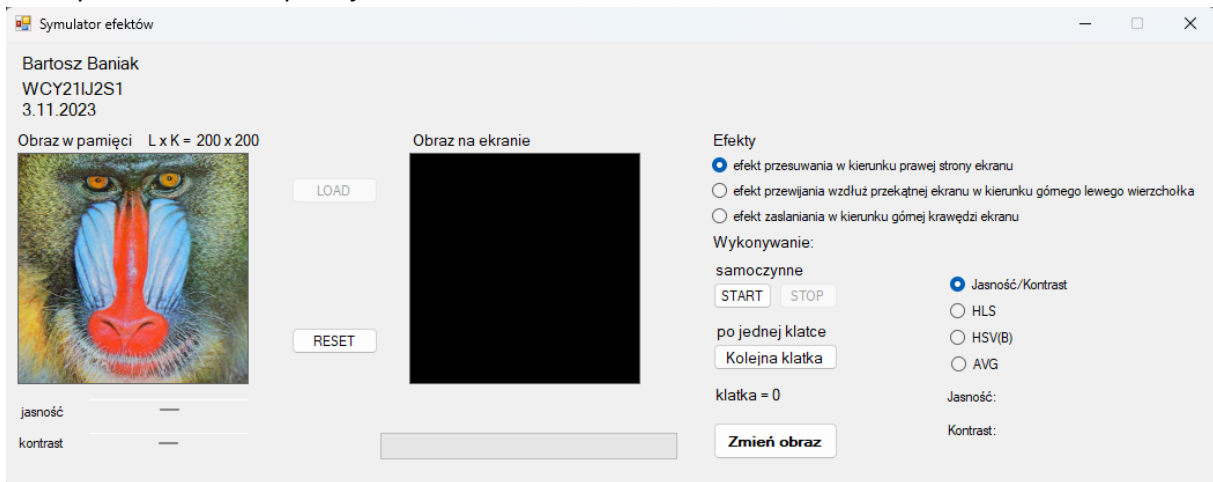 Symulator efektów
Bartosz Baniak
WCY21IJ2S1
3.11.2023
Obraz w pamięci L x K = 200 x 200
Obraz na ekranie
LOAD
RESET
jasność
kontrast
Efekty
efekt przesuwania w kierunku prawej strony ekranu
efekt przewijania wzdłuż przekątnej ekranu w kierunku górnego lewego wierzchołka
efekt zaslaniania w kierunku górnej krawędzi ekranu
Wykonywanie:
samoczynne
START STOP
po jednej klatce
Kolejna klatka
klatka = 0
Zmień obraz
Jasność/Kontrast
HLS
HSV(B)
AVG
Jasność:
Kontrast: